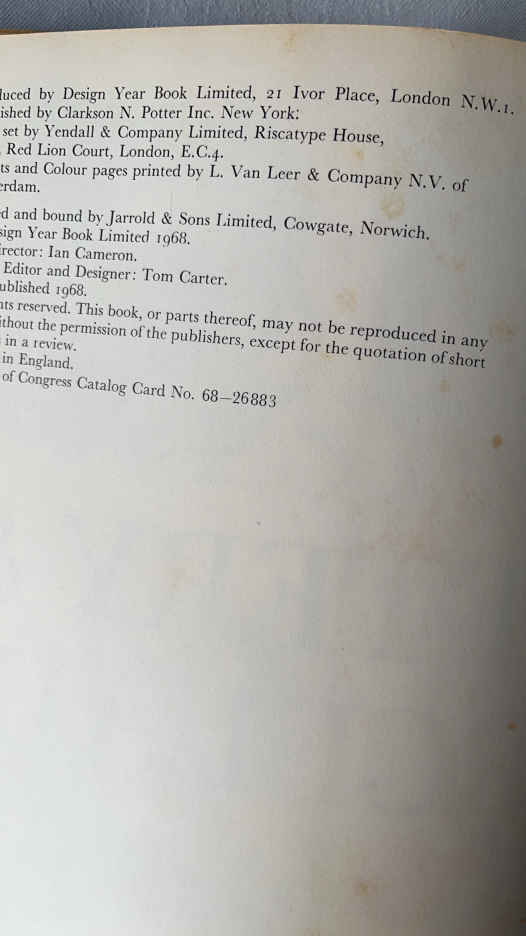 duced by Design Year Book Limited, 21 Ivor Place, London N.W.1.
ished by Clarkson N. Potter Inc. New York:
set by Yendall & Company Limited, Riscatype House,
Red Lion Court, London, E.C.4.
ts and Colour pages printed by L. Van Leer & Company N.V. of
erdam.
ed and bound by Jarrold & Sons Limited, Cowgate, Norwich.
sign Year Book Limited 1968.
irector: Ian Cameron.
Editor and Designer: Tom Carter.
ublished 1968.
hts reserved. This book, or parts thereof, may not be reproduced in any
ithout the permission of the publishers, except for the quotation of short
in a review.
in England.
of Congress Catalog Card No. 68–26883